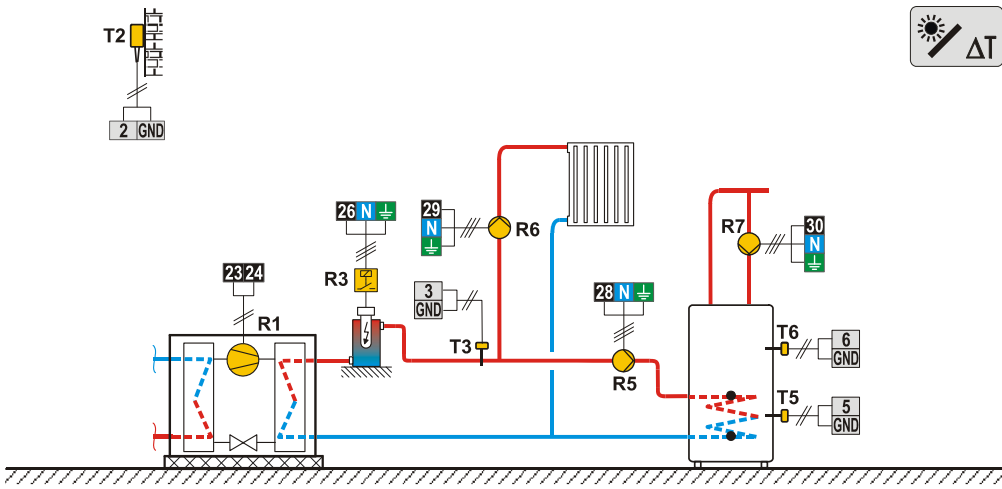 T2
2 GND
ΔT
26 N
29
N
R6
R7
30
N
R3
23 24
3
GND
28 N
R1
T3
R5
T6
6
GND
T5
5
GND